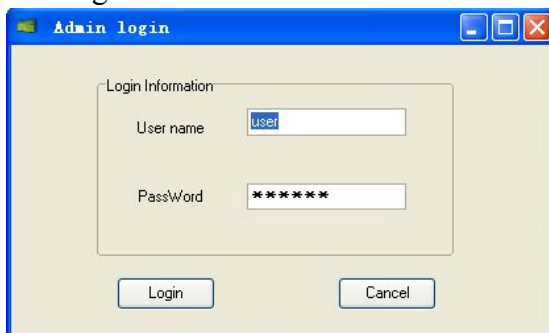 Admin login
Login Information
User name
user
PassWord
******
Login
Cancel